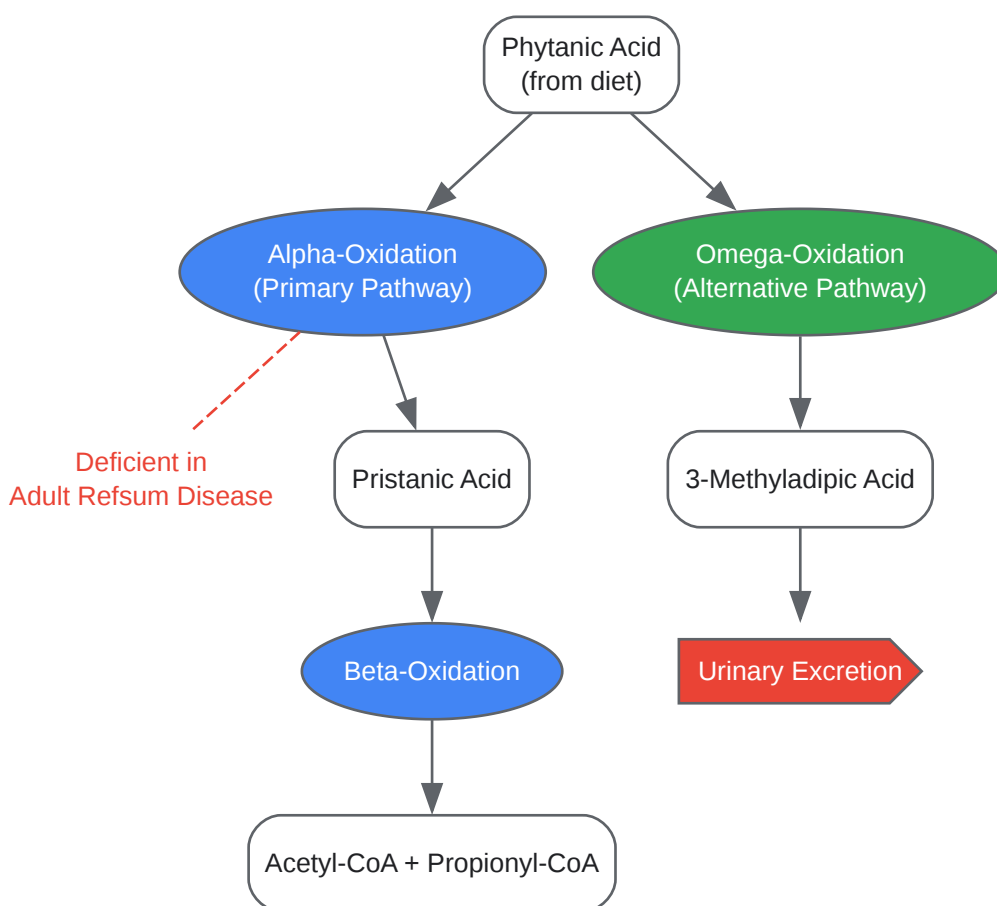 Phytanic Acid
(from diet)
Alpha-Oxidation
(Primary Pathway)
Omega-Oxidation
(Alternative Pathway)
Deficient in
Adult Refsum Disease
Pristanic Acid
3-Methyladipic Acid
Beta-Oxidation
Urinary Excretion
Acetyl-CoA + Propionyl-CoA